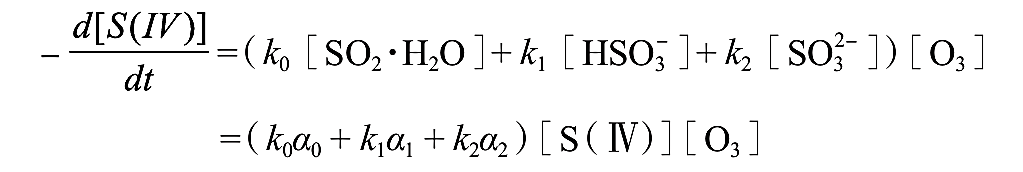 − d[S(IV)]/dt = (k₀[SO₂·H₂O] + k₁[HSO₃⁻] + k₂[SO₃²⁻])[O₃]
= (k₀α₀ + k₁α₁ + k₂α₂)[S(Ⅳ)][O₃]